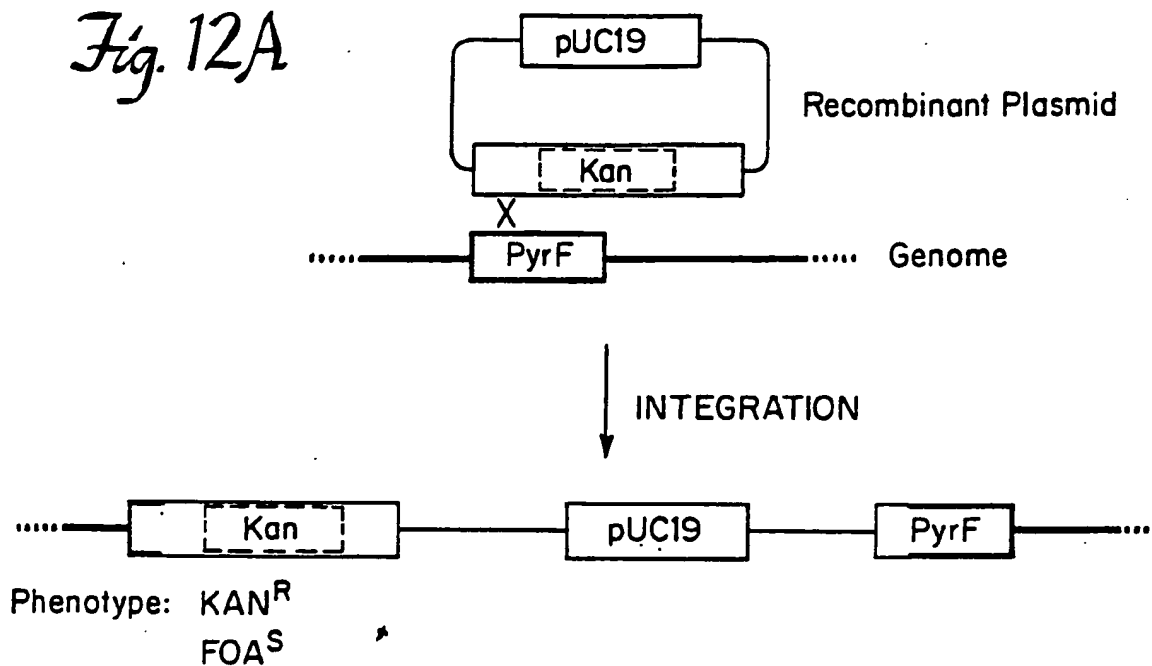 Fig. 12A
pUC19
Recombinant Plasmid
Kan
X
PyrF
Genome
INTEGRATION
Kan
pUC19
PyrF
Phenotype: KAN^R
FOA^S